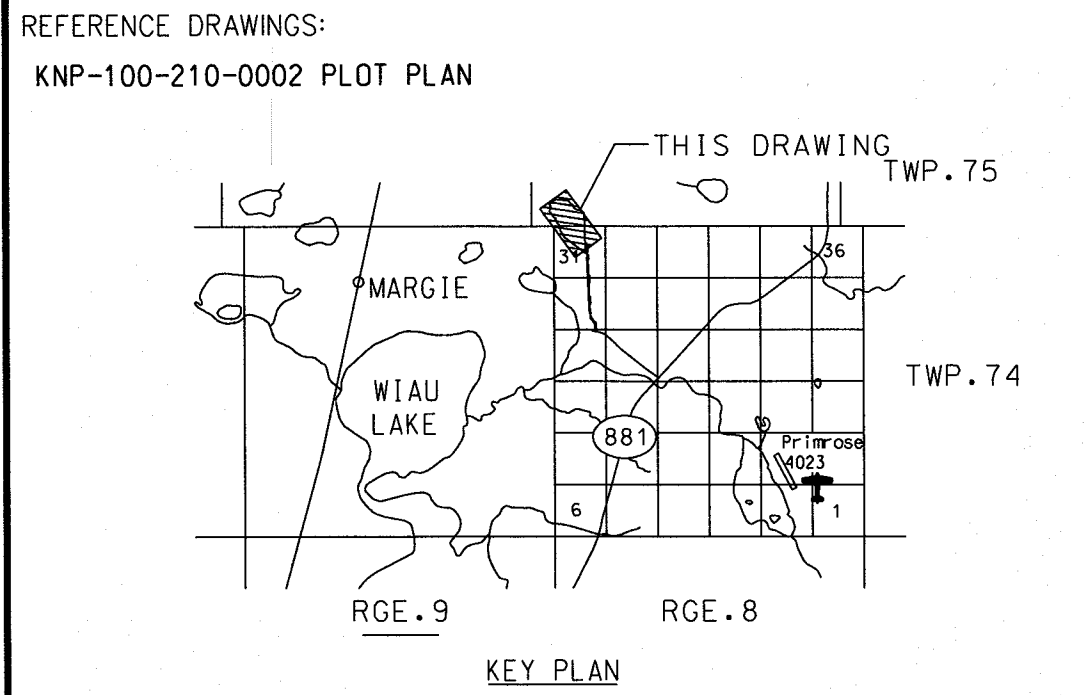 REFERENCE DRAWINGS:
KNP-100-210-0002 PLOT PLAN
THIS DRAWING
TWP.75
31
36
MARGIE
WIAU
LAKE
TWP.74
881
Primrose
4023
6
1
RGE.9
RGE.8
KEY PLAN